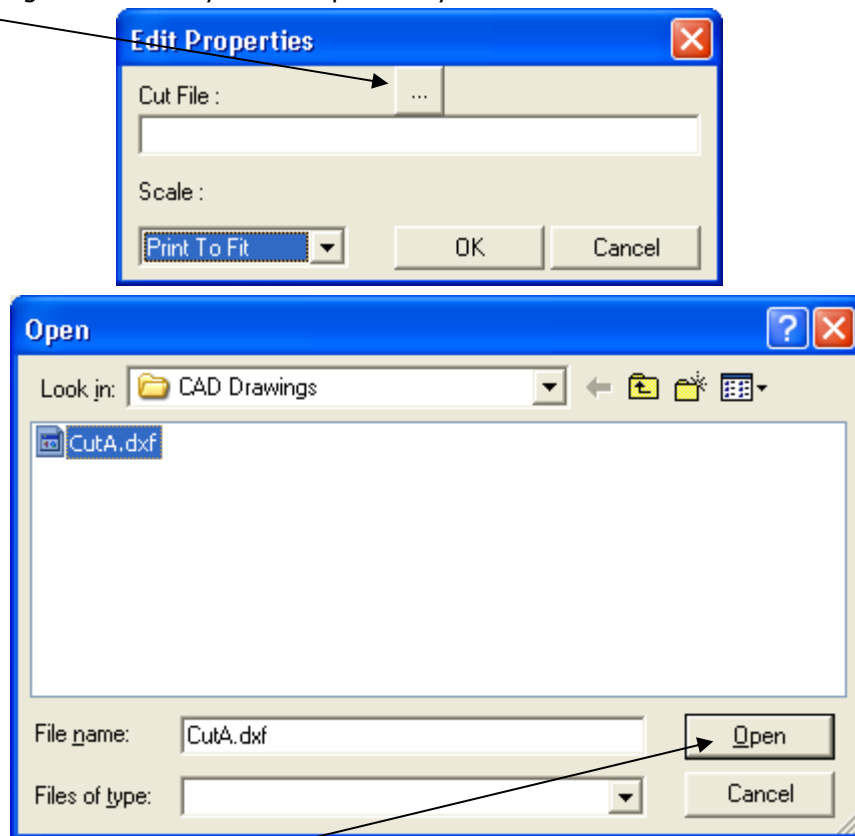 Edit Properties
Cut File :
...
Scale :
Print To Fit
OK
Cancel
Open
Look in:
CAD Drawings
CutA.dxf
File name:
CutA.dxf
Open
Files of type:
Cancel